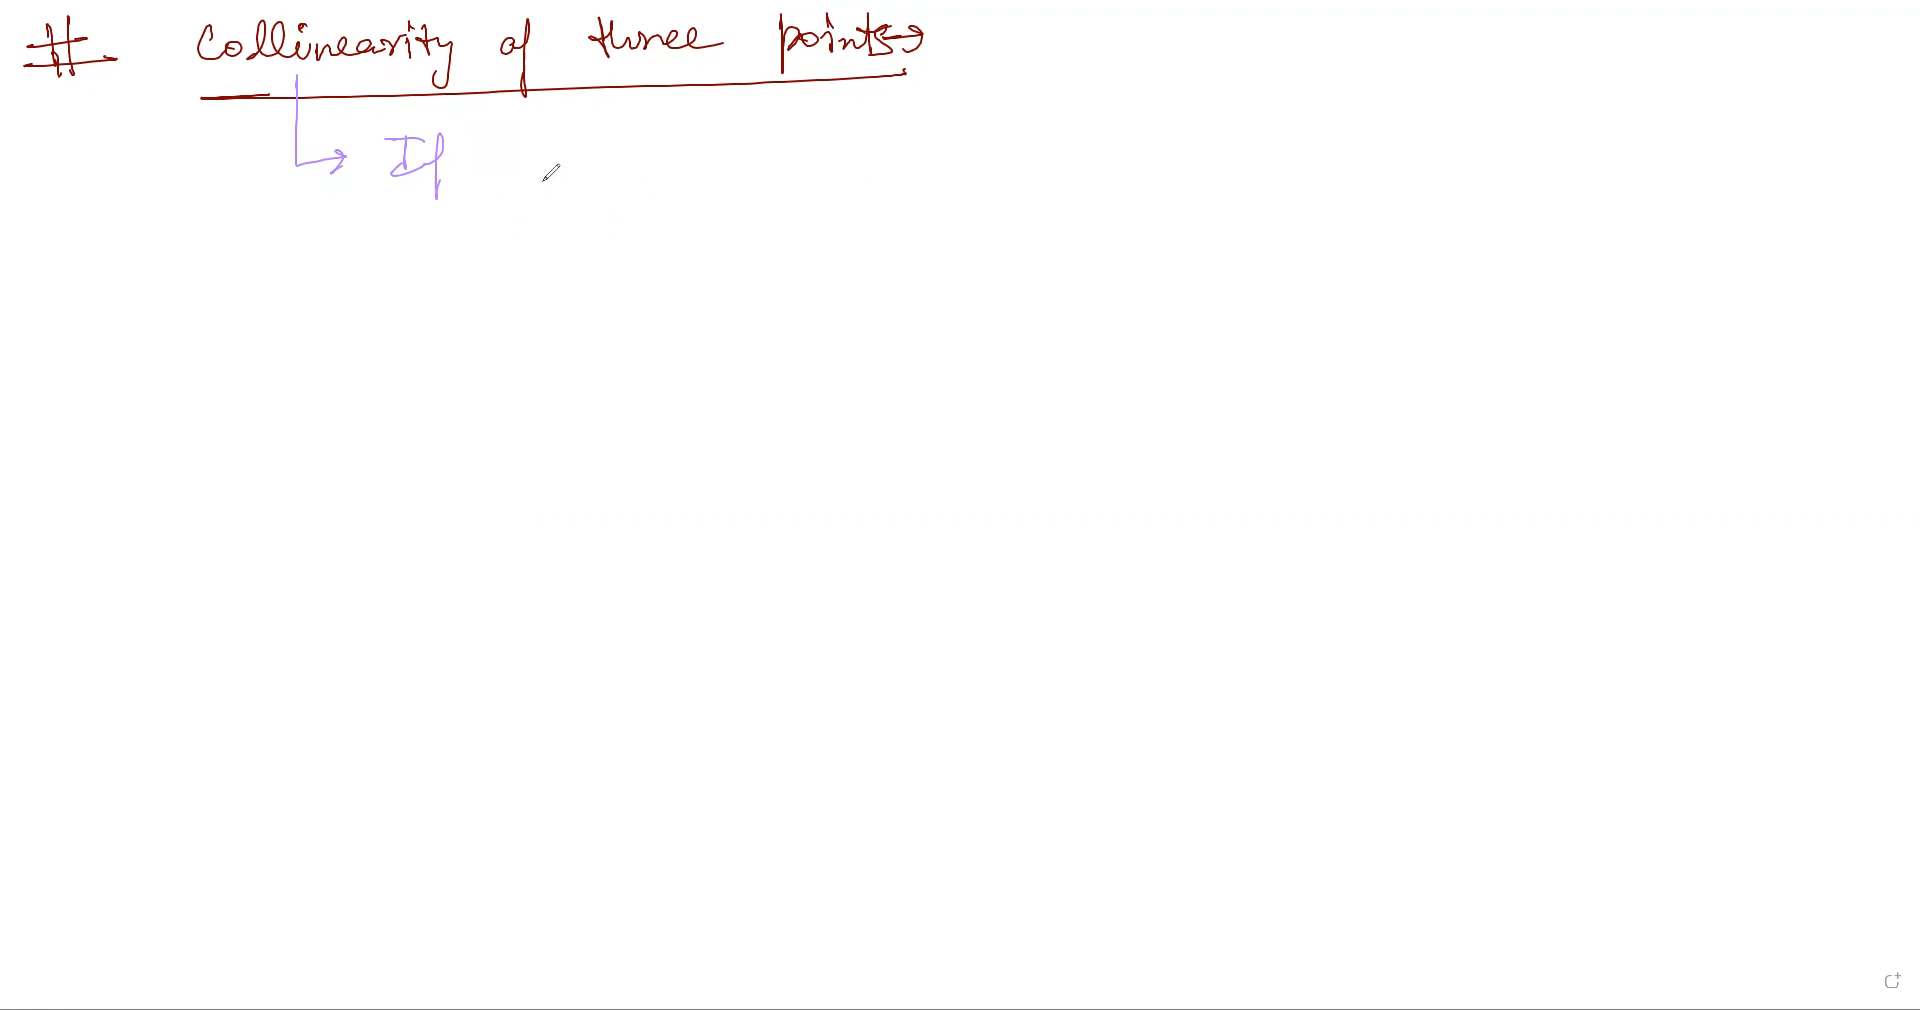 # Collinearity of three points →
↳ If